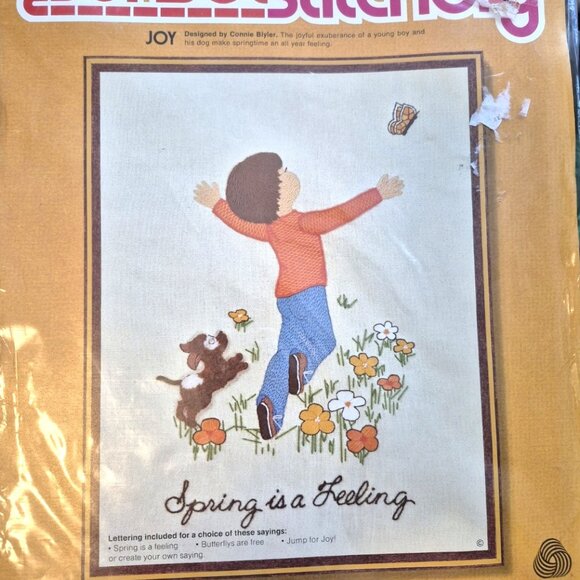 Stitchery
JOY Designed by Connie Blyler. The joyful exuberance of a young boy and
his dog make springtime an all year feeling.
Spring is a Feeling
Lettering included for a choice of these sayings:
• Spring is a feeling • Butterflys are free • Jump for Joy!
or create your own saying.
©